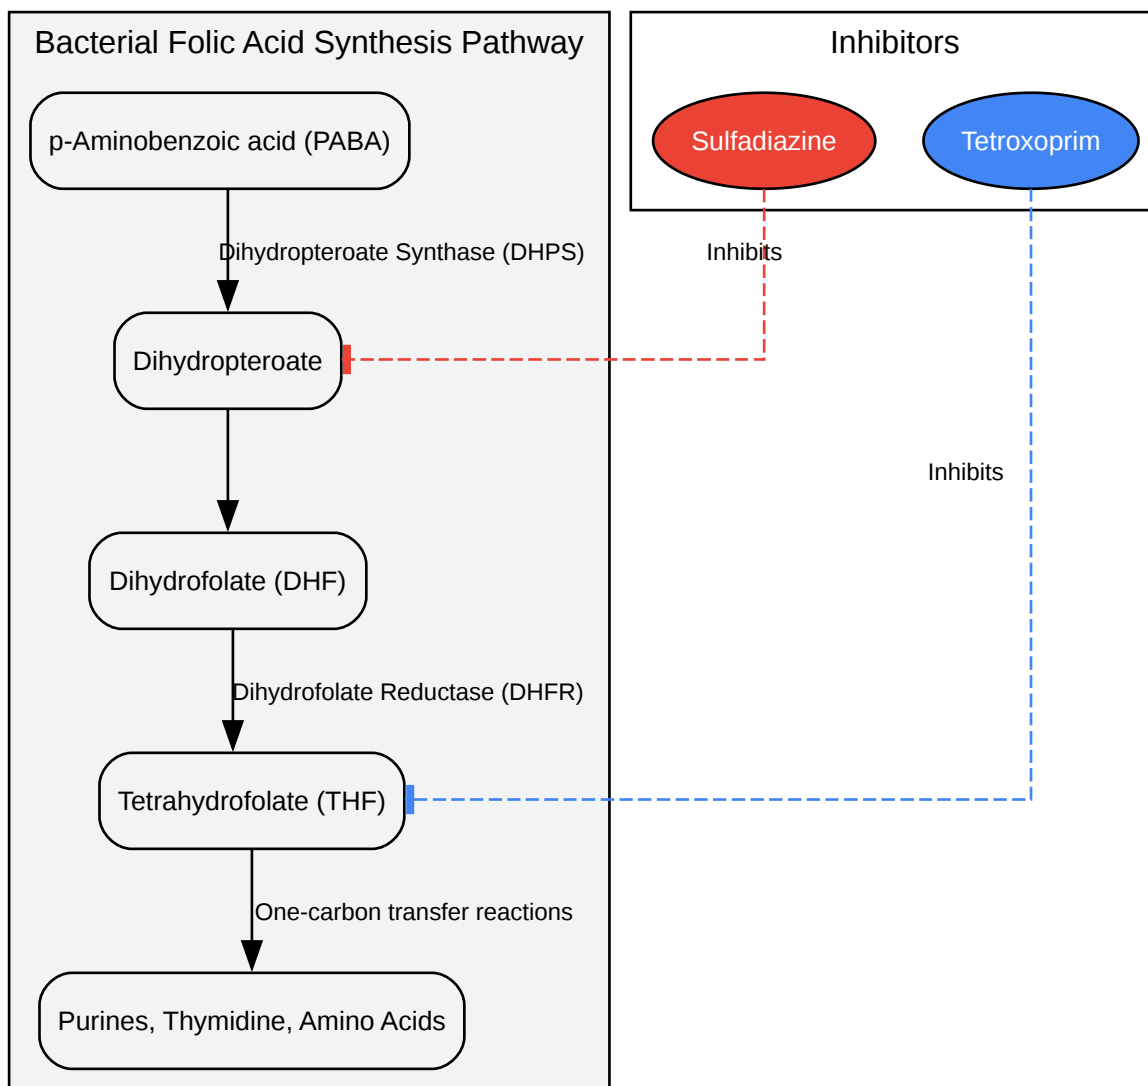 Bacterial Folic Acid Synthesis Pathway
p-Aminobenzoic acid (PABA)
Dihydropteroate Synthase (DHPS)
Dihydropteroate
Dihydrofolate (DHF)
Dihydrofolate Reductase (DHFR)
Tetrahydrofolate (THF)
One-carbon transfer reactions
Purines, Thymidine, Amino Acids
Inhibitors
Sulfadiazine
Tetroxoprim
Inhibits
Inhibits